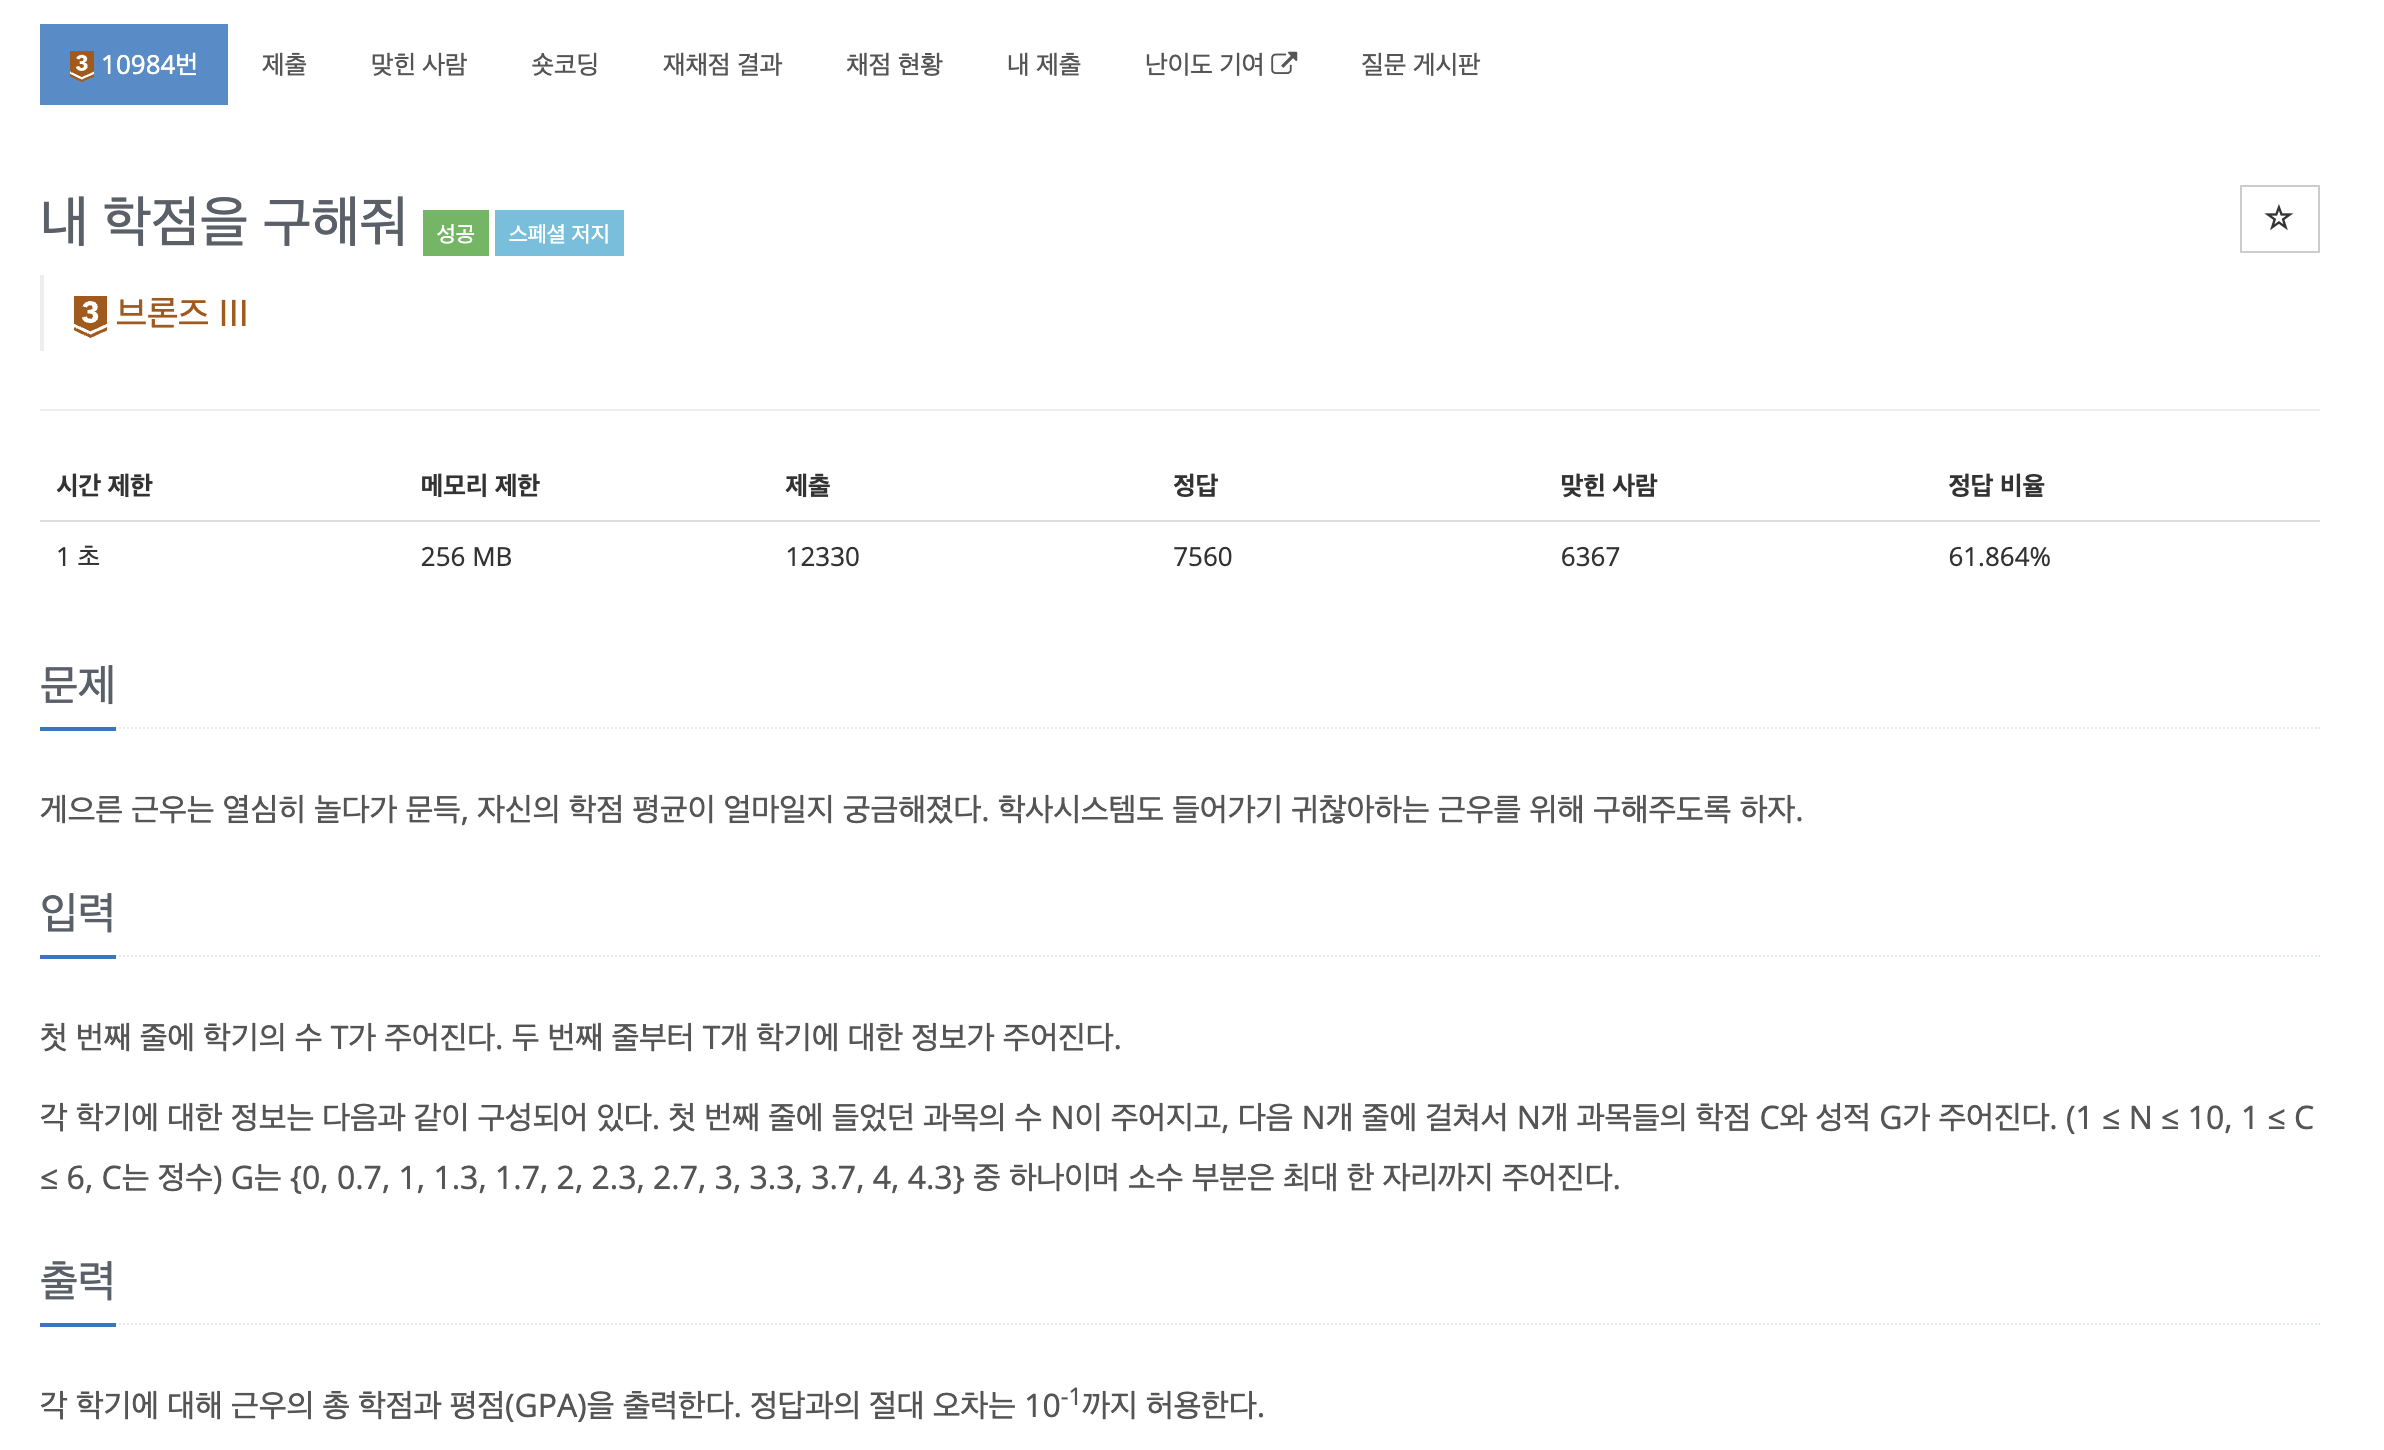 3 10984번 제출 맞힌 사람 숏코딩 재채점 결과 채점 현황 내 제출 난이도 기여 질문 게시판
내 학점을 구해줘 성공 스페셜 저지
3 브론즈 III
시간 제한 메모리 제한 제출 정답 맞힌 사람 정답 비율
1 초 256 MB 12330 7560 6367 61.864%
문제
게으른 근우는 열심히 놀다가 문득, 자신의 학점 평균이 얼마일지 궁금해졌다. 학사시스템도 들어가기 귀찮아하는 근우를 위해 구해주도록 하자.
입력
첫 번째 줄에 학기의 수 T가 주어진다. 두 번째 줄부터 T개 학기에 대한 정보가 주어진다.
각 학기에 대한 정보는 다음과 같이 구성되어 있다. 첫 번째 줄에 들었던 과목의 수 N이 주어지고, 다음 N개 줄에 걸쳐서 N개 과목들의 학점 C와 성적 G가 주어진다. (1 ≤ N ≤ 10, 1 ≤ C
≤ 6, C는 정수) G는 {0, 0.7, 1, 1.3, 1.7, 2, 2.3, 2.7, 3, 3.3, 3.7, 4, 4.3} 중 하나이며 소수 부분은 최대 한 자리까지 주어진다.
출력
각 학기에 대해 근우의 총 학점과 평점(GPA)을 출력한다. 정답과의 절대 오차는 10⁻¹까지 허용한다.